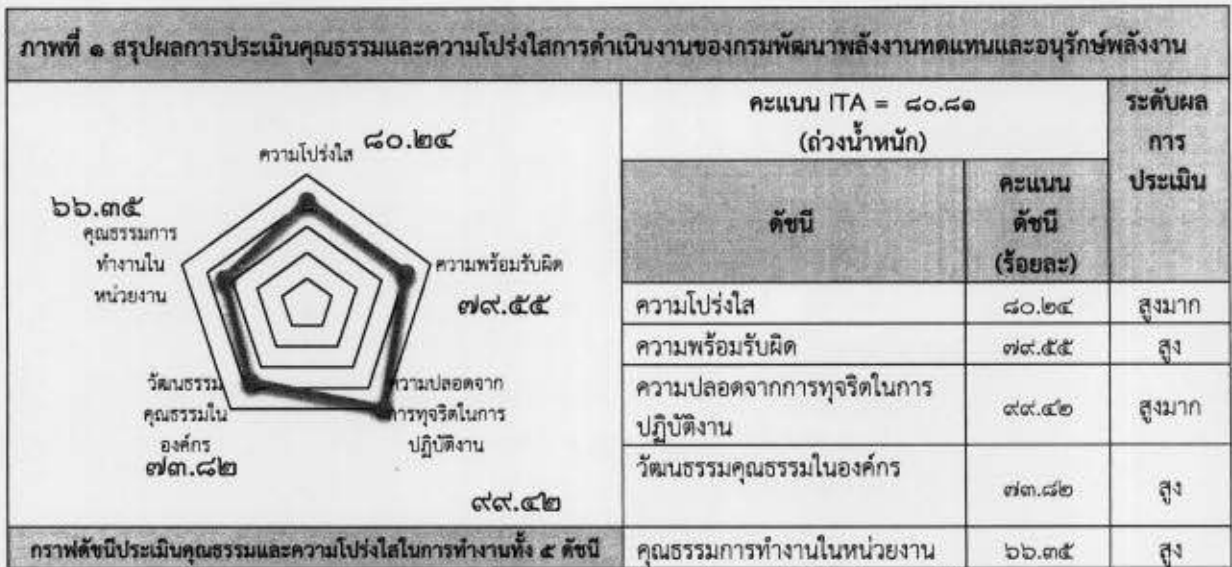 ภาพที่ ๑ สรุปผลการประเมินคุณธรรมและความโปร่งใสการดำเนินงานของกรมพัฒนาพลังงานทดแทนและอนุรักษ์พลังงาน
ความโปร่งใส ๘๐.๒๔
๖๖.๓๕
คุณธรรมการ
ทำงานใน
หน่วยงาน
ความพร้อมรับผิด
๗๙.๕๕
วัฒนธรรม
คุณธรรมใน
องค์กร
๗๓.๘๒
ความปลอดจาก
การทุจริตในการ
ปฏิบัติงาน
๙๙.๔๒
กราฟดัชนีประเมินคุณธรรมและความโปร่งใสในการทำงานทั้ง ๕ ดัชนี
คะแนน ITA = ๘๐.๘๑
(ถ่วงน้ำหนัก)
ระดับผล
การ
ประเมิน
ดัชนี
คะแนน
ดัชนี
(ร้อยละ)
ความโปร่งใส ๘๐.๒๔ สูงมาก
ความพร้อมรับผิด ๗๙.๕๕ สูง
ความปลอดจากการทุจริตในการ
ปฏิบัติงาน ๙๙.๔๒ สูงมาก
วัฒนธรรมคุณธรรมในองค์กร ๗๓.๘๒ สูง
คุณธรรมการทำงานในหน่วยงาน ๖๖.๓๕ สูง